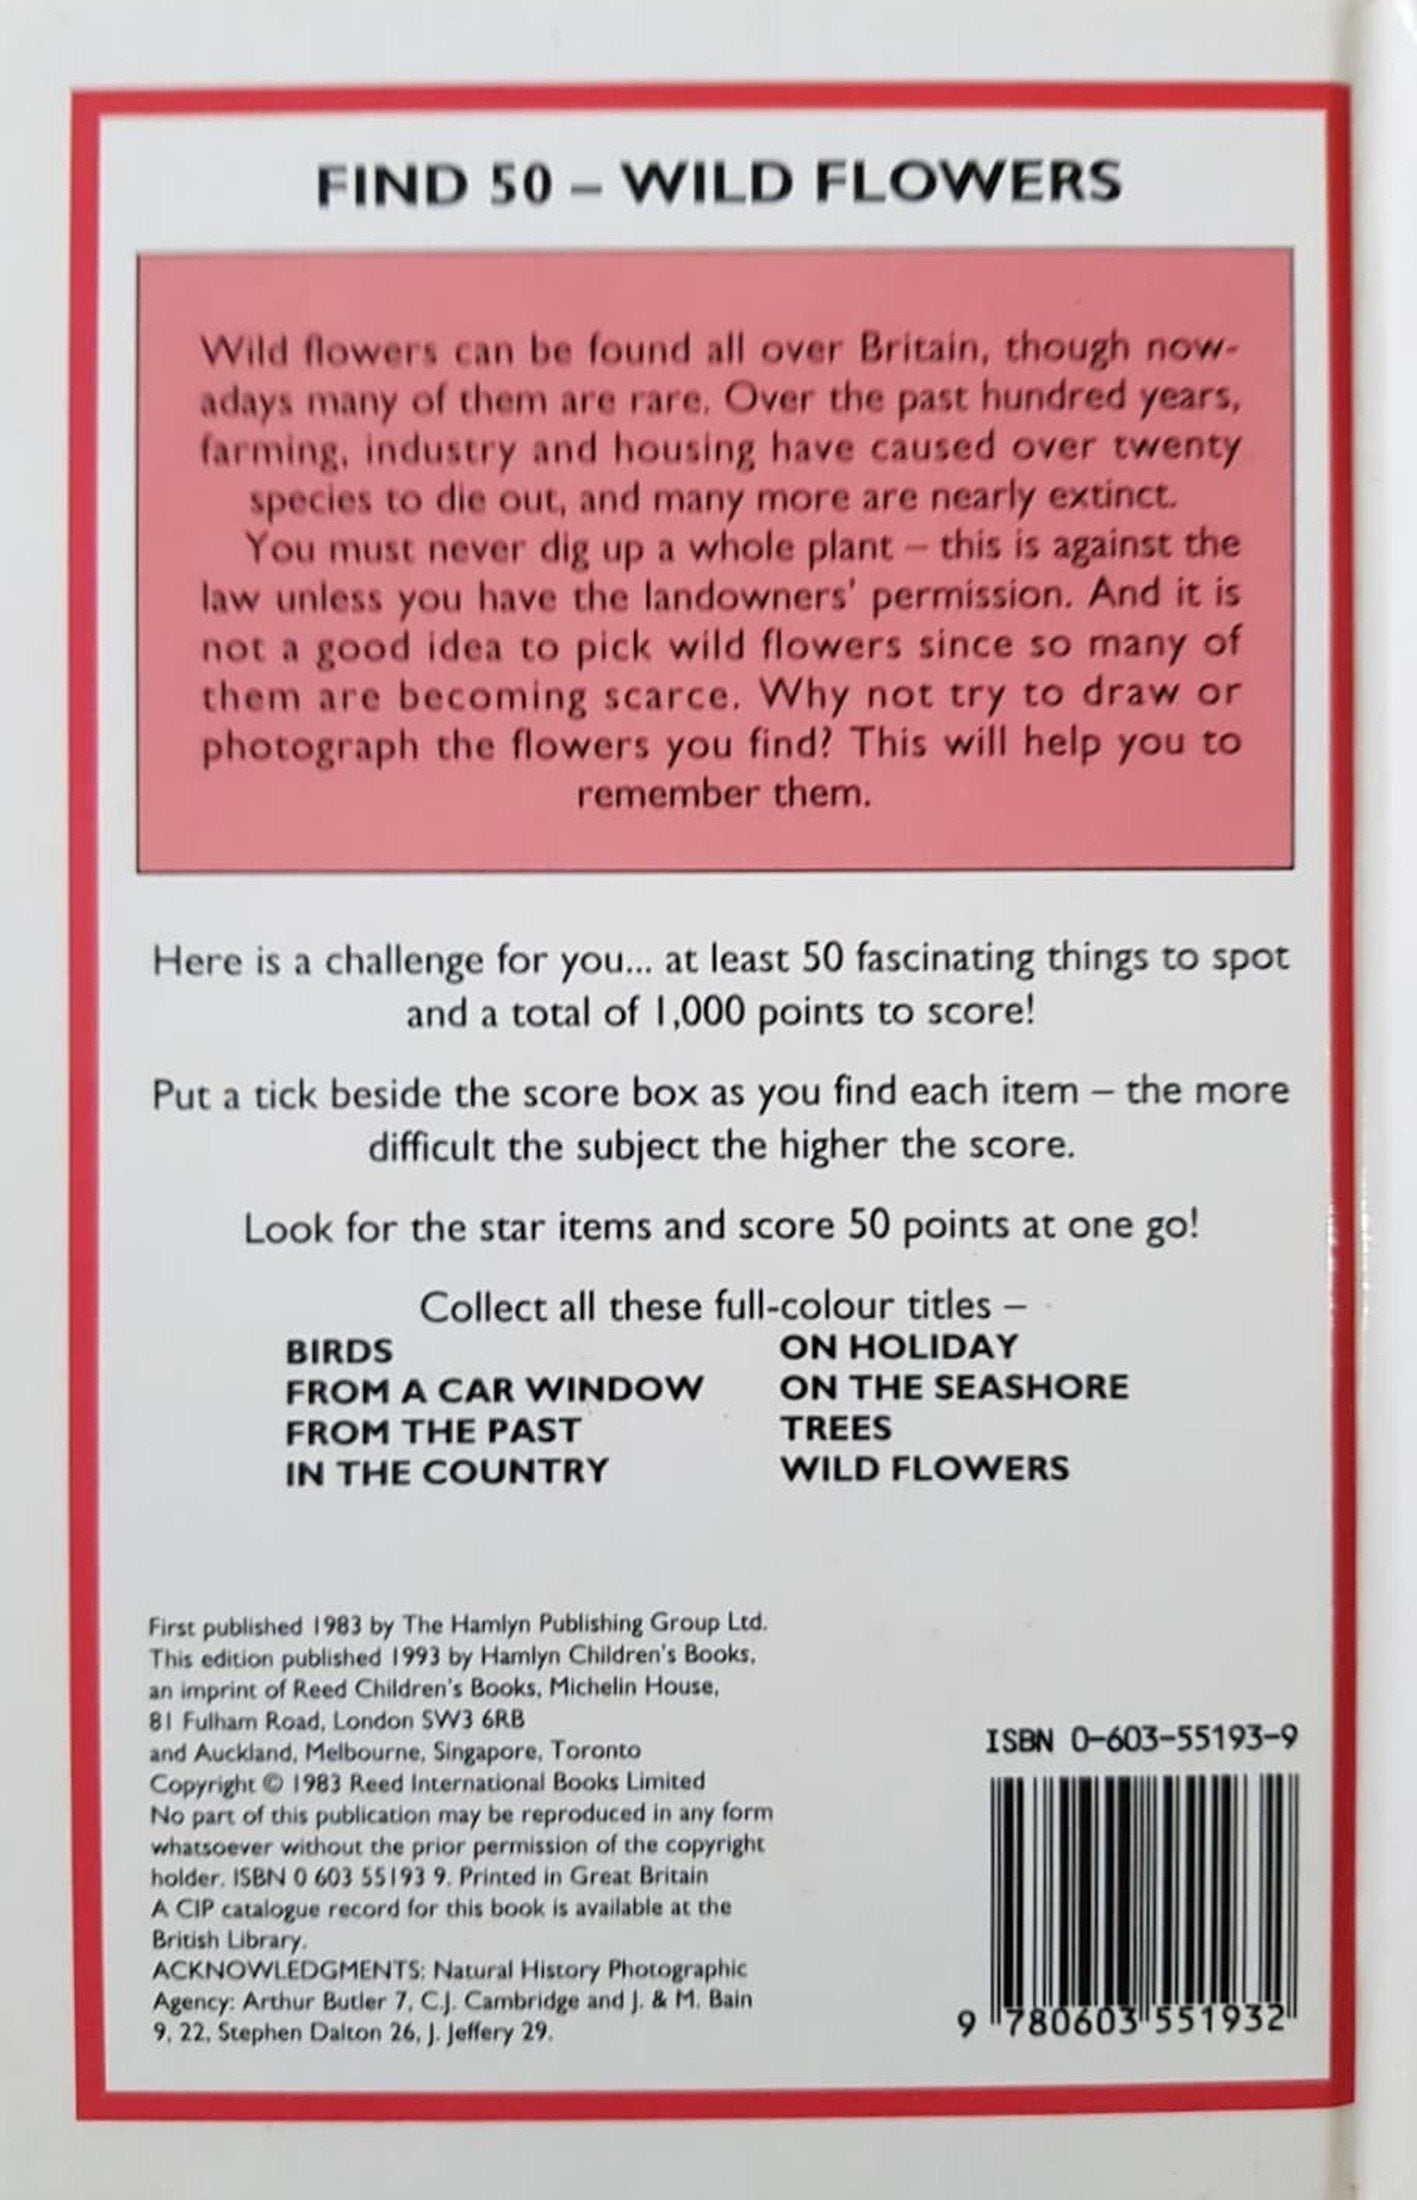 FIND 50 – WILD FLOWERS
Wild flowers can be found all over Britain, though now-
adays many of them are rare. Over the past hundred years,
farming, industry and housing have caused over twenty
species to die out, and many more are nearly extinct.
You must never dig up a whole plant – this is against the
law unless you have the landowners' permission. And it is
not a good idea to pick wild flowers since so many of
them are becoming scarce. Why not try to draw or
photograph the flowers you find? This will help you to
remember them.
Here is a challenge for you... at least 50 fascinating things to spot
and a total of 1,000 points to score!
Put a tick beside the score box as you find each item – the more
difficult the subject the higher the score.
Look for the star items and score 50 points at one go!
Collect all these full-colour titles –
BIRDS
FROM A CAR WINDOW
FROM THE PAST
IN THE COUNTRY
ON HOLIDAY
ON THE SEASHORE
TREES
WILD FLOWERS
First published 1983 by The Hamlyn Publishing Group Ltd.
This edition published 1993 by Hamlyn Children's Books,
an imprint of Reed Children's Books, Michelin House,
81 Fulham Road, London SW3 6RB
and Auckland, Melbourne, Singapore, Toronto
Copyright © 1983 Reed International Books Limited
No part of this publication may be reproduced in any form
whatsoever without the prior permission of the copyright
holder. ISBN 0 603 55193 9. Printed in Great Britain
A CIP catalogue record for this book is available at the
British Library.
ACKNOWLEDGMENTS: Natural History Photographic
Agency: Arthur Butler 7, C.J. Cambridge and J. & M. Bain
9, 22, Stephen Dalton 26, J. Jeffery 29.
ISBN 0-603-55193-9
9 780603 551932